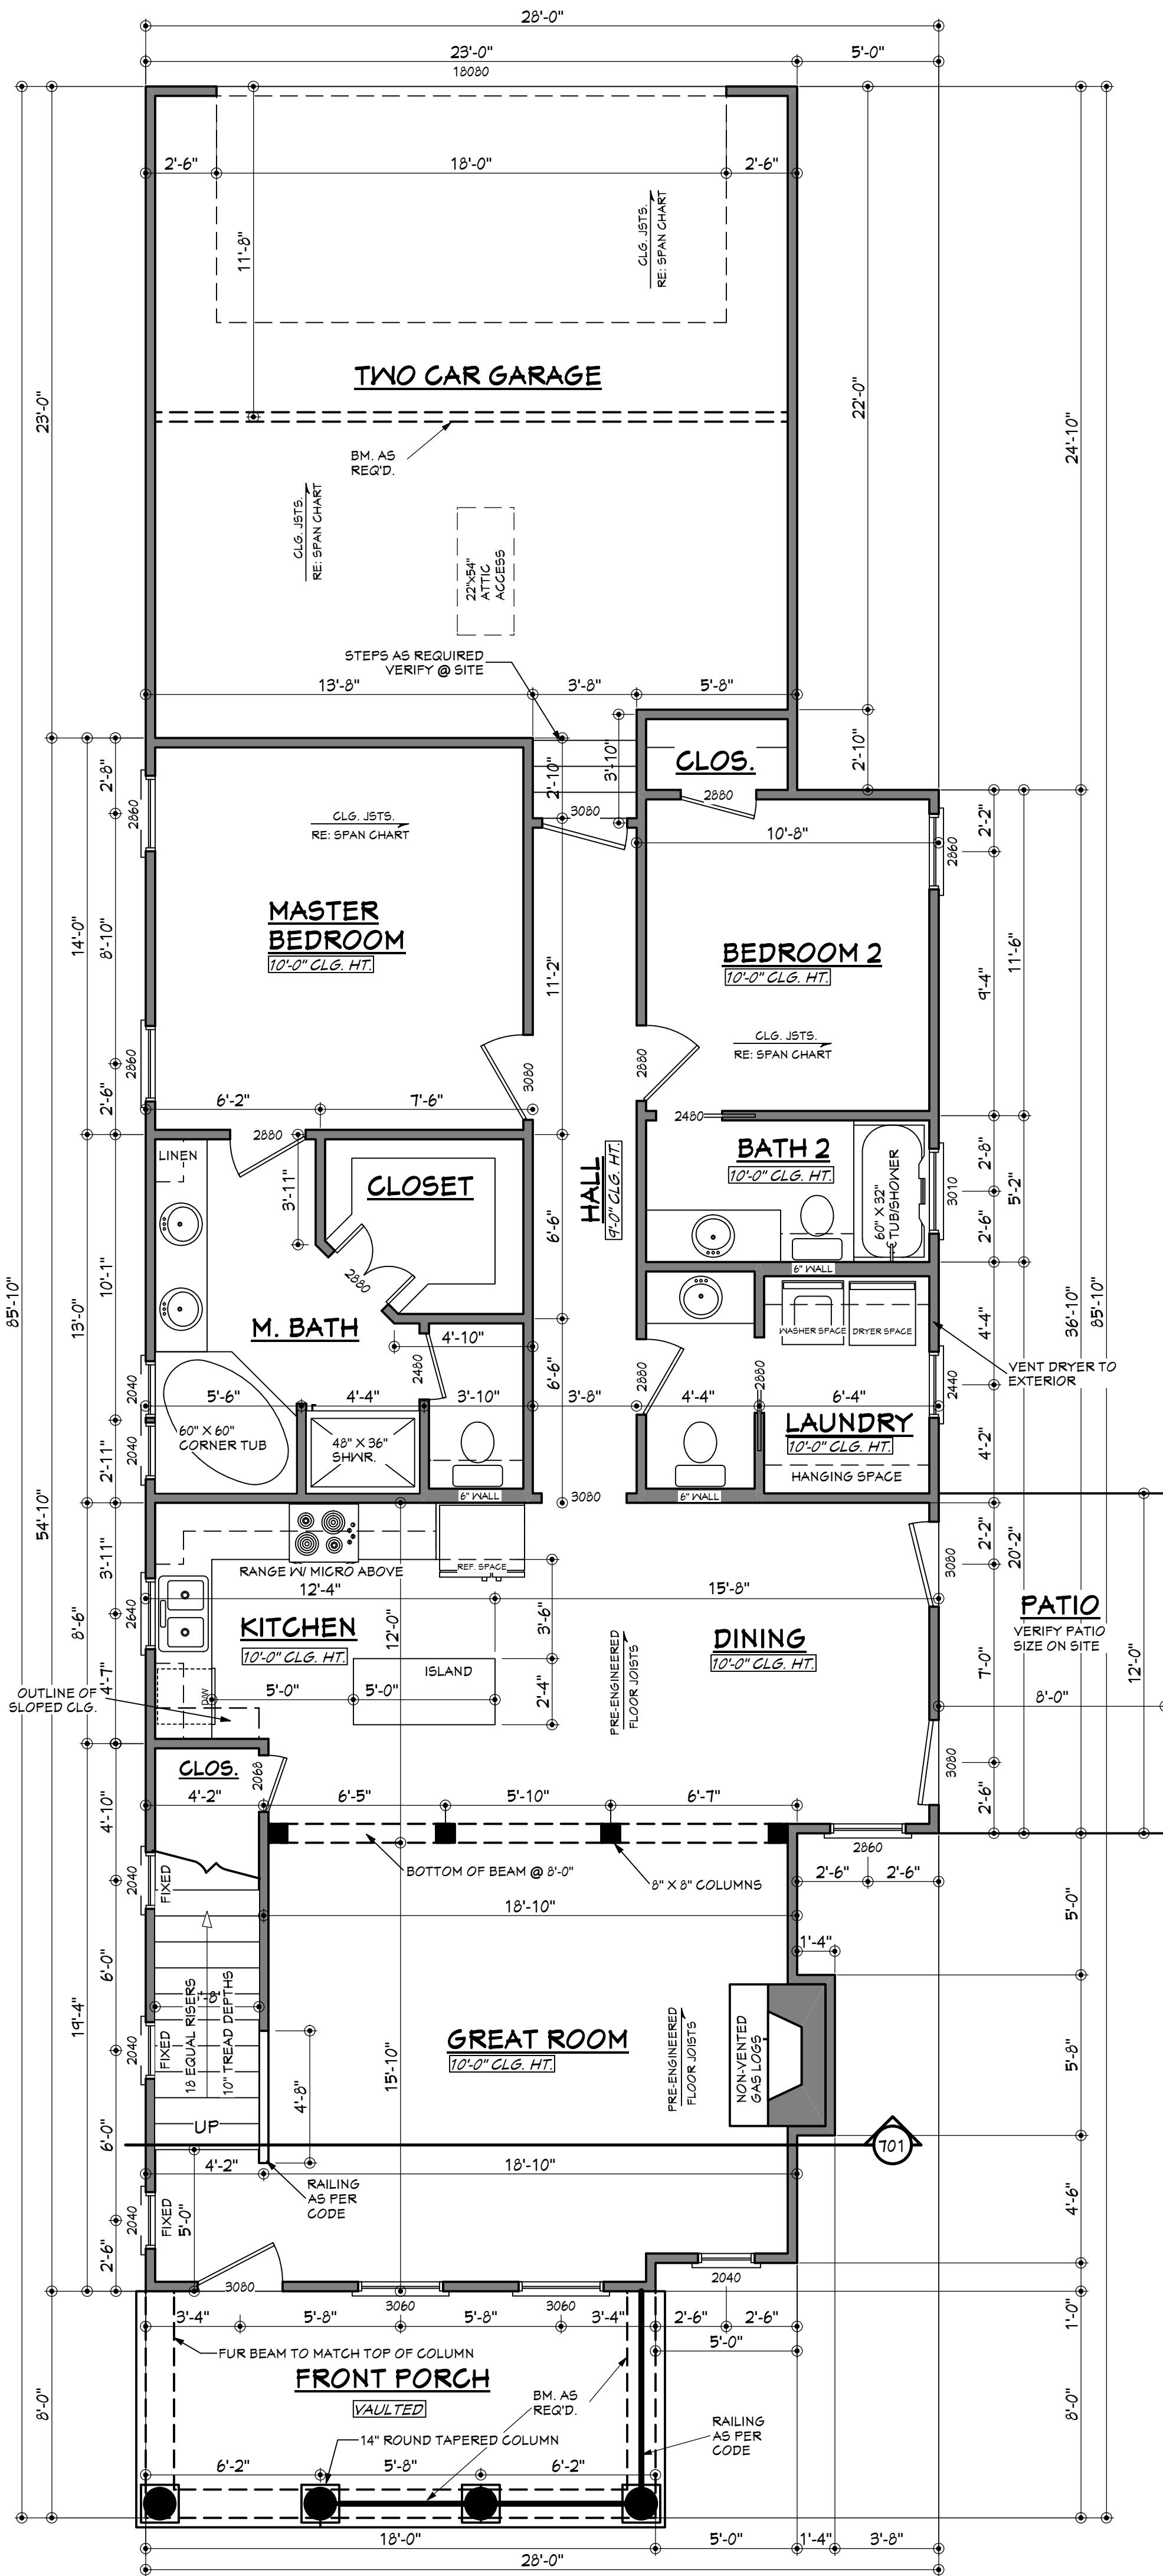 28'-0"
23'-0"
5'-0"
18080
2'-6"
18'-0"
2'-6"
11'-8"
CLG. JSTS.
RE: SPAN CHART
TWO CAR GARAGE
23'-0"
22'-0"
24'-10"
BM. AS
REQ'D.
CLG. JSTS.
RE: SPAN CHART
22"x54"
ATTIC
ACCESS
STEPS AS REQUIRED
VERIFY @ SITE
13'-8"
3'-8"
5'-8"
2'-8"
2860
2'-10"
3'-10"
CLOS.
2880
2'-10"
3080
10'-8"
2'-2"
2860
CLG. JSTS.
RE: SPAN CHART
MASTER
BEDROOM
10'-0" CLG. HT.
14'-0"
8'-10"
11'-2"
BEDROOM 2
10'-0" CLG. HT.
9'-4"
11'-6"
CLG. JSTS.
RE: SPAN CHART
2860
2'-6"
6'-2"
7'-6"
3080
2880
2480
2880
LINEN
3'-11"
CLOSET
2880
HALL
9'-0" CLG. HT.
6'-6"
BATH 2
10'-0" CLG. HT.
60" X 32"
TUB/SHOWER
2'-8"
3010
2'-6"
5'-2"
6" WALL
85'-10"
13'-0"
10'-1"
M. BATH
4'-10"
2480
6'-6"
WASHER SPACE
DRYER SPACE
4'-4"
36'-10"
85'-10"
VENT DRYER TO
EXTERIOR
2040
5'-6"
4'-4"
3'-10"
3'-8"
2880
4'-4"
2880
6'-4"
2440
60" X 60"
CORNER TUB
48" X 36"
SHWR.
LAUNDRY
10'-0" CLG. HT.
HANGING SPACE
2040
2'-11"
4'-2"
6" WALL
3080
6" WALL
54'-10"
3'-11"
RANGE W/ MICRO ABOVE
REF. SPACE
2'-2"
3080
20'-2"
12'-4"
15'-8"
8'-6"
2640
KITCHEN
10'-0" CLG. HT.
12'-0"
3'-6"
DINING
10'-0" CLG. HT.
PRE-ENGINEERED
FLOOR JOISTS
PATIO
VERIFY PATIO
SIZE ON SITE
7'-0"
12'-0"
4'-7"
OUTLINE OF
SLOPED CLG.
D/W
5'-0"
5'-0"
ISLAND
2'-4"
8'-0"
CLOS.
2068
3080
2'-6"
4'-10"
4'-2"
6'-5"
5'-10"
6'-7"
BOTTOM OF BEAM @ 8'-0"
8" X 8" COLUMNS
2860
2'-6"
2'-6"
2040
FIXED
18'-10"
5'-0"
1'-4"
6'-0"
18 EQUAL RISERS
10" TREAD DEPTHS
19'-4"
2040
FIXED
GREAT ROOM
10'-0" CLG. HT.
15'-10"
PRE-ENGINEERED
FLOOR JOISTS
NON-VENTED
GAS LOGS
5'-8"
4'-8"
UP
6'-0"
701
4'-2"
18'-10"
RAILING
AS PER
CODE
2040
FIXED
5'-0"
2'-6"
4'-6"
3080
3060
3060
2040
3'-4"
5'-8"
5'-8"
3'-4"
2'-6"
2'-6"
1'-0"
5'-0"
FUR BEAM TO MATCH TOP OF COLUMN
FRONT PORCH
VAULTED
BM. AS
REQ'D.
RAILING
AS PER
CODE
14" ROUND TAPERED COLUMN
8'-0"
8'-0"
6'-2"
5'-8"
6'-2"
18'-0"
5'-0"
1'-4"
3'-8"
28'-0"